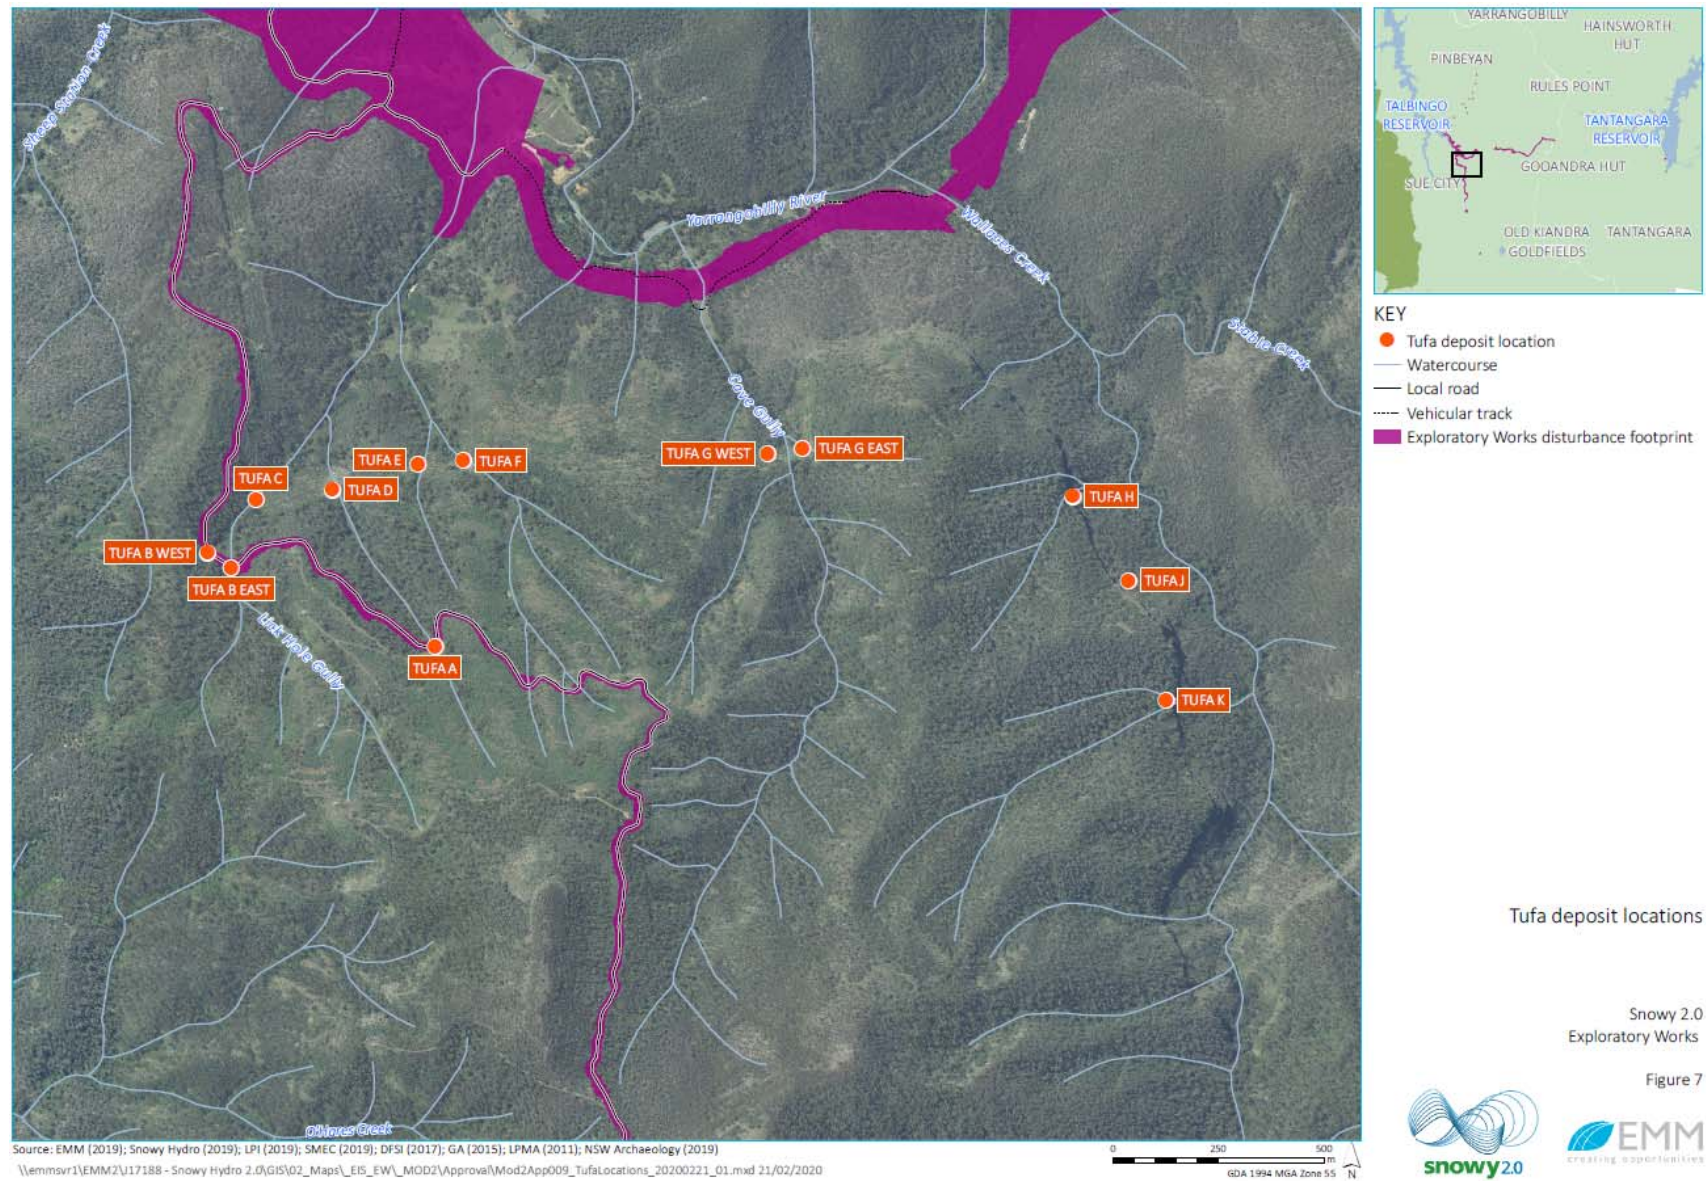 Sheep Station Creek
Yarrangobilly River
Wallaces Creek
Stable Creek
Cove Gully
TUFA E
TUFA F
TUFA G WEST
TUFA G EAST
TUFA C
TUFA D
TUFA H
TUFA B WEST
TUFA B EAST
TUFA J
Lick Hole Gully
TUFA A
TUFA K
O'Hares Creek
YARRANGOBILLY
HAINSWORTH
HUT
PINBEYAN
RULES POINT
TALBINGO
RESERVOIR
TANTANGARA
RESERVOIR
GOOANDRA HUT
SUE CITY
OLD KIANDRA
GOLDFIELDS
TANTANGARA
KEY
Tufa deposit location
Watercourse
Local road
Vehicular track
Exploratory Works disturbance footprint
Tufa deposit locations
Snowy 2.0
Exploratory Works
Figure 7
snowy2.0
EMM
creating opportunities
Source: EMM (2019); Snowy Hydro (2019); LPI (2019); SMEC (2019); DFSI (2017); GA (2015); LPMA (2011); NSW Archaeology (2019)
0 250 500
m
GDA 1994 MGA Zone 55
N
\\emmsvr1\EMM2\J17188 - Snowy Hydro 2.0\GIS\02_Maps\_EIS_EW\_MOD2\Approval\Mod2App009_TufaLocations_20200221_01.mxd 21/02/2020